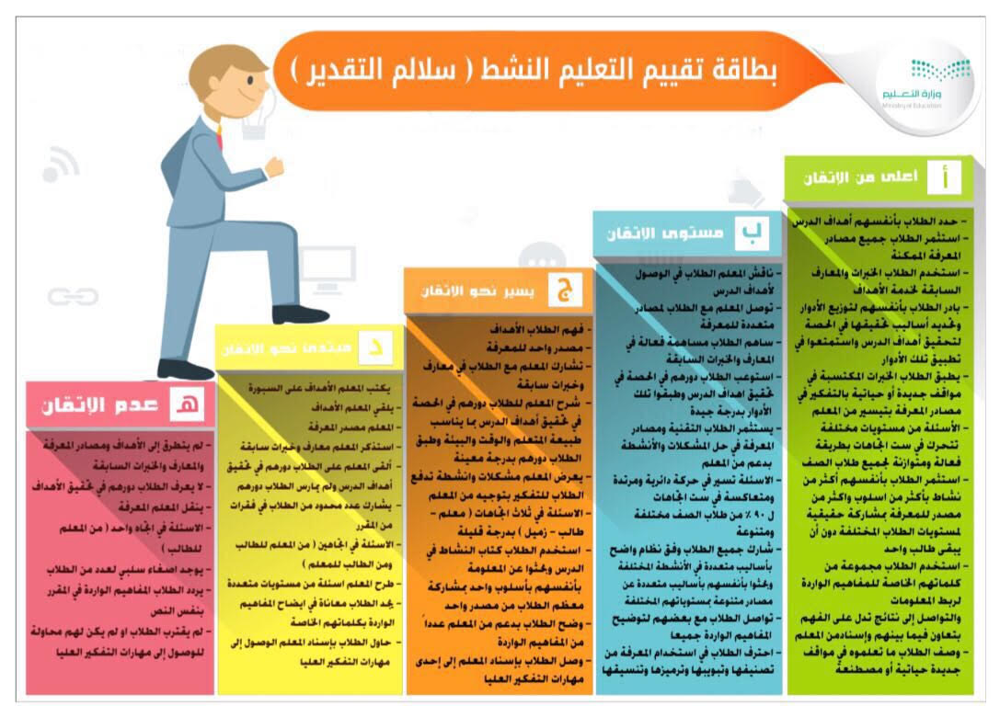 بطاقة تقييم التعليم النشط ( سلالم التقدير )
وزارة التعليم
Ministry of Education
أ أعلى من الإتقان
- حدد الطلاب بأنفسهم أهداف الدرس
- استثمر الطلاب جميع مصادر
المعرفة الممكنة
- استخدم الطلاب الخبرات والمعارف
السابقة لخدمة الأهداف
- بادر الطلاب بأنفسهم لتوزيع الأدوار
وتحديد أساليب تحقيقها في الحصة
لتحقيق أهداف الدرس واستمتعوا في
تطبيق تلك الأدوار
- يطبق الطلاب الخبرات المكتسبة في
مواقف جديدة أو حياتية بالتفكير في
مصادر المعرفة بتيسير من المعلم
- الأسئلة من مستويات مختلفة
تتحرك في ست اتجاهات بطريقة
فعالة ومتوازنة لجميع طلاب الصف
- استثمر الطلاب بأنفسهم أكثر من
نشاط بأكثر من اسلوب واكثر من
مصدر للمعرفة بمشاركة حقيقية
لمستويات الطلاب المختلفة دون أن
يبقى طالب واحد
- استخدم الطلاب مجموعة من
كلماتهم الخاصة للمفاهيم الواردة
لربط المعلومات
والتواصل إلى نتائج تدل على الفهم
بتعاون فيما بينهم وإسنادمن المعلم
- وصف الطلاب ما تعلموه في مواقف
جديدة حياتية أو مصطنعة
ب مستوى الإتقان
- ناقش المعلم الطلاب في الوصول
لأهداف الدرس
- توصل المعلم مع الطلاب لمصادر
متعددة للمعرفة
- ساهم الطلاب مساهمة فعالة في
المعارف والخبرات السابقة
- استوعب الطلاب دورهم في الحصة في
تحقيق اهداف الدرس وطبقوا تلك
الأدوار بدرجة جيدة
- يستثمر الطلاب التقنية ومصادر
المعرفة في حل المشكلات والأنشطة
بدعم من المعلم
- الاسئلة تسير في حركة دائرية ومرتدة
ومتعاكسة في ست اتجاهات
ل ٩٠ ٪ من طلاب الصف مختلفة
ومتنوعة
- شارك جميع الطلاب وفق نظام واضح
بأساليب متعددة في الأنشطة المختلفة
وبحثوا بأنفسهم بأساليب متعددة عن
مصادر متنوعة بمستوياتهم المختلفة
- تواصل الطلاب مع بعضهم لتوضيح
المفاهيم الواردة جميعا
- احترف الطلاب في استخدام المعرفة من
تصنيفها وتبويبها وترميزها وتنسيقها
ج يسير نحو الإتقان
- فهم الطلاب الأهداف
- مصدر واحد للمعرفة
- تشارك المعلم مع الطلاب في معارف
وخبرات سابقة
- شرح المعلم للطلاب دورهم في الحصة
في تحقيق أهداف الدرس بما يناسب
طبيعة المتعلم والوقت والبيئة وطبق
الطلاب دورهم بدرجة معينة
- يعرض المعلم مشكلات وانشطة تدفع
الطلاب للتفكير بتوجيه من المعلم
- الاسئلة في ثلاث اتجاهات ( معلم -
طالب - زميل ) بدرجة قليلة
- استخدم الطلاب كتاب النشاط في
الدرس وبحثوا عن المعلومة
بأنفسهم بأسلوب واحد بمشاركة
معظم الطلاب من مصدر واحد
- وضح الطلاب بدعم من المعلم عدداً
من المفاهيم الواردة
- وصل الطلاب بإسناد المعلم إلى إحدى
مهارات التفكير العليا
د مبتدئ نحو الإتقان
يكتب المعلم الأهداف على السبورة
- يلقي المعلم الأهداف
- المعلم مصدر المعرفة
- استذكر المعلم معارف وخبرات سابقة
- ألقى المعلم على الطلاب دورهم في تحقيق
أهداف الدرس ولم يمارس الطلاب دورهم
- يشارك عدد محدود من الطلاب في فقرات
من المقرر
- الاسئلة في اتجاهين ( من المعلم للطالب
ومن الطالب للمعلم )
- طرح المعلم اسئلة من مستويات متعددة
- يجد الطلاب معاناة في ايضاح المفاهيم
الواردة بكلماتهم الخاصة
- حاول الطلاب بإسناد المعلم الوصول إلى
مهارات التفكير العليا
هـ عدم الإتقان
- لم يتطرق إلى الأهداف ومصادر المعرفة
والمعارف والخبرات السابقة
- لا يعرف الطلاب دورهم في تحقيق الأهداف
- ينقل المعلم المعرفة
- الاسئلة في اتجاه واحد ( من المعلم
للطالب )
- يوجد اصغاء سلبي لعدد من الطلاب
- يردد الطلاب المفاهيم الواردة في المقرر
بنفس النص
- لم يقترب الطلاب او لم يكن لهم محاولة
للوصول إلى مهارات التفكير العليا